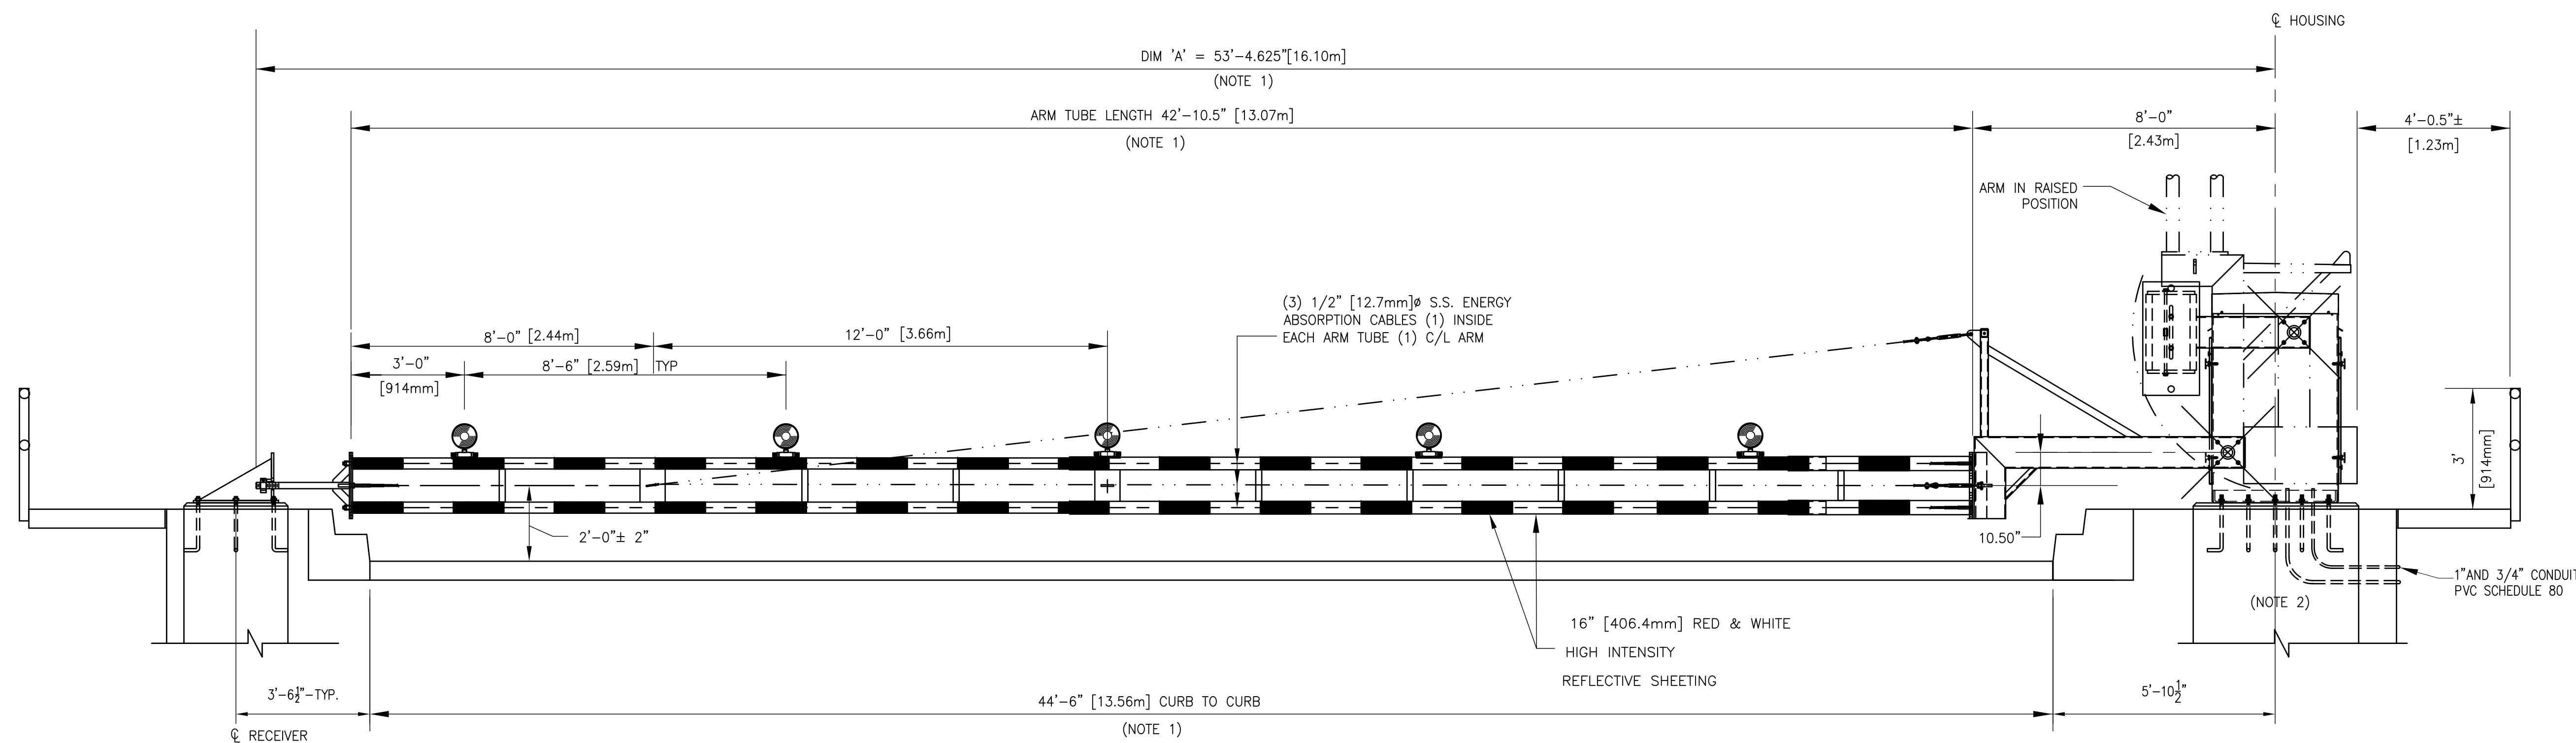 ℄ HOUSING
DIM 'A' = 53'-4.625"[16.10m]
(NOTE 1)
ARM TUBE LENGTH 42'-10.5" [13.07m]
(NOTE 1)
8'-0"
[2.43m]
4'-0.5"±
[1.23m]
ARM IN RAISED
POSITION
(3) 1/2" [12.7mm]ø S.S. ENERGY
ABSORPTION CABLES (1) INSIDE
EACH ARM TUBE (1) C/L ARM
8'-0" [2.44m]
12'-0" [3.66m]
3'-0"
[914mm]
8'-6" [2.59m] TYP
3'
[914mm]
2'-0"± 2"
10.50"
1"AND 3/4" CONDUIT
PVC SCHEDULE 80
(NOTE 2)
16" [406.4mm] RED & WHITE
HIGH INTENSITY
REFLECTIVE SHEETING
3'-6½"-TYP.
44'-6" [13.56m] CURB TO CURB
(NOTE 1)
5'-10½"
℄ RECEIVER